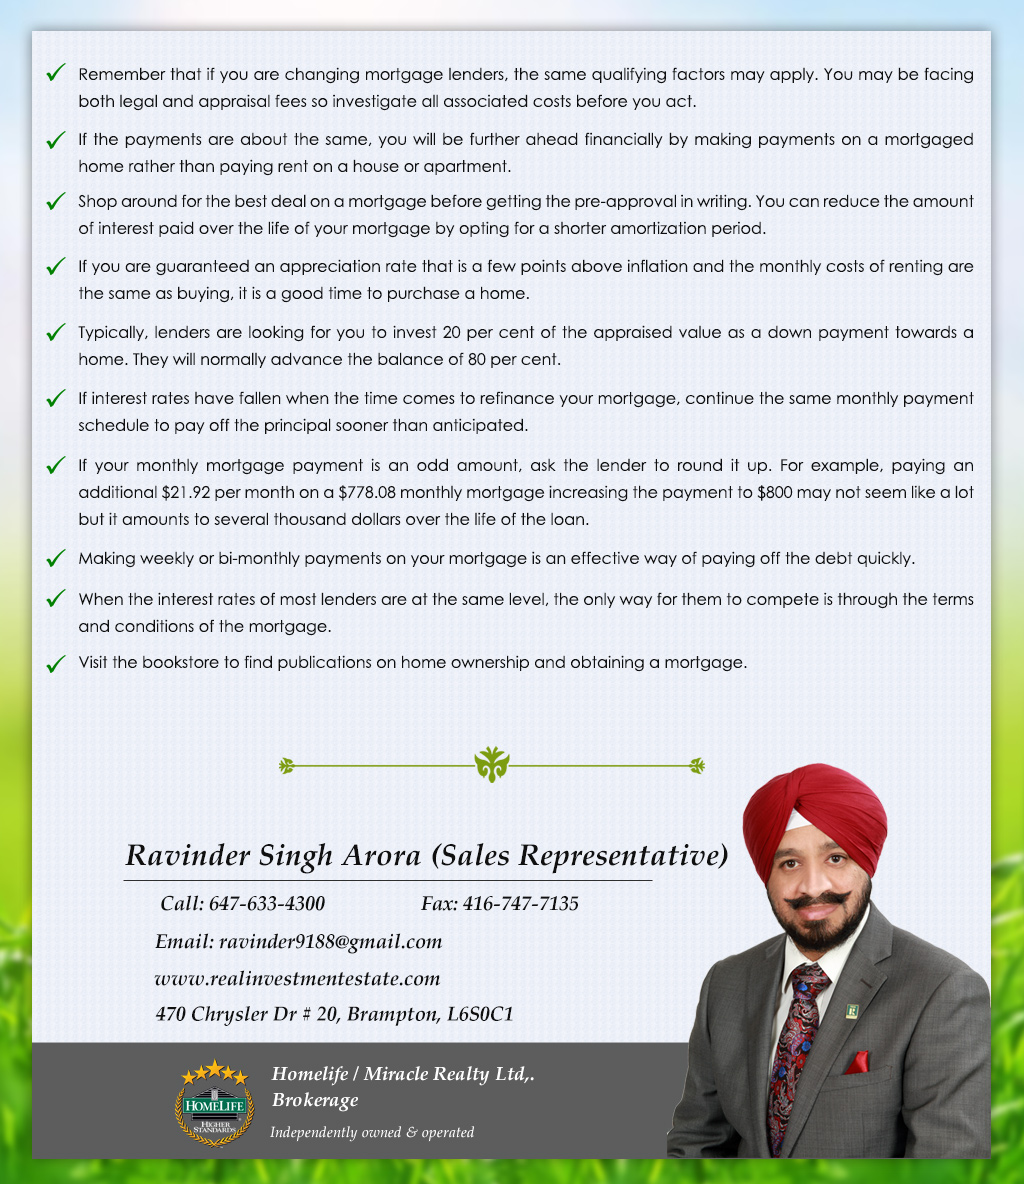 Remember that if you are changing mortgage lenders, the same qualifying factors may apply. You may be facing
both legal and appraisal fees so investigate all associated costs before you act.
If the payments are about the same, you will be further ahead financially by making payments on a mortgaged
home rather than paying rent on a house or apartment.
Shop around for the best deal on a mortgage before getting the pre-approval in writing. You can reduce the amount
of interest paid over the life of your mortgage by opting for a shorter amortization period.
If you are guaranteed an appreciation rate that is a few points above inflation and the monthly costs of renting are
the same as buying, it is a good time to purchase a home.
Typically, lenders are looking for you to invest 20 per cent of the appraised value as a down payment towards a
home. They will normally advance the balance of 80 per cent.
If interest rates have fallen when the time comes to refinance your mortgage, continue the same monthly payment
schedule to pay off the principal sooner than anticipated.
If your monthly mortgage payment is an odd amount, ask the lender to round it up. For example, paying an
additional $21.92 per month on a $778.08 monthly mortgage increasing the payment to $800 may not seem like a lot
but it amounts to several thousand dollars over the life of the loan.
Making weekly or bi-monthly payments on your mortgage is an effective way of paying off the debt quickly.
When the interest rates of most lenders are at the same level, the only way for them to compete is through the terms
and conditions of the mortgage.
Visit the bookstore to find publications on home ownership and obtaining a mortgage.
Ravinder Singh Arora (Sales Representative)
Call: 647-633-4300 Fax: 416-747-7135
Email: ravinder9188@gmail.com
www.realinvestmentestate.com
470 Chrysler Dr # 20, Brampton, L6S0C1
Homelife / Miracle Realty Ltd,.
Brokerage
Independently owned & operated
HOMELIFE
HIGHER
STANDARDS